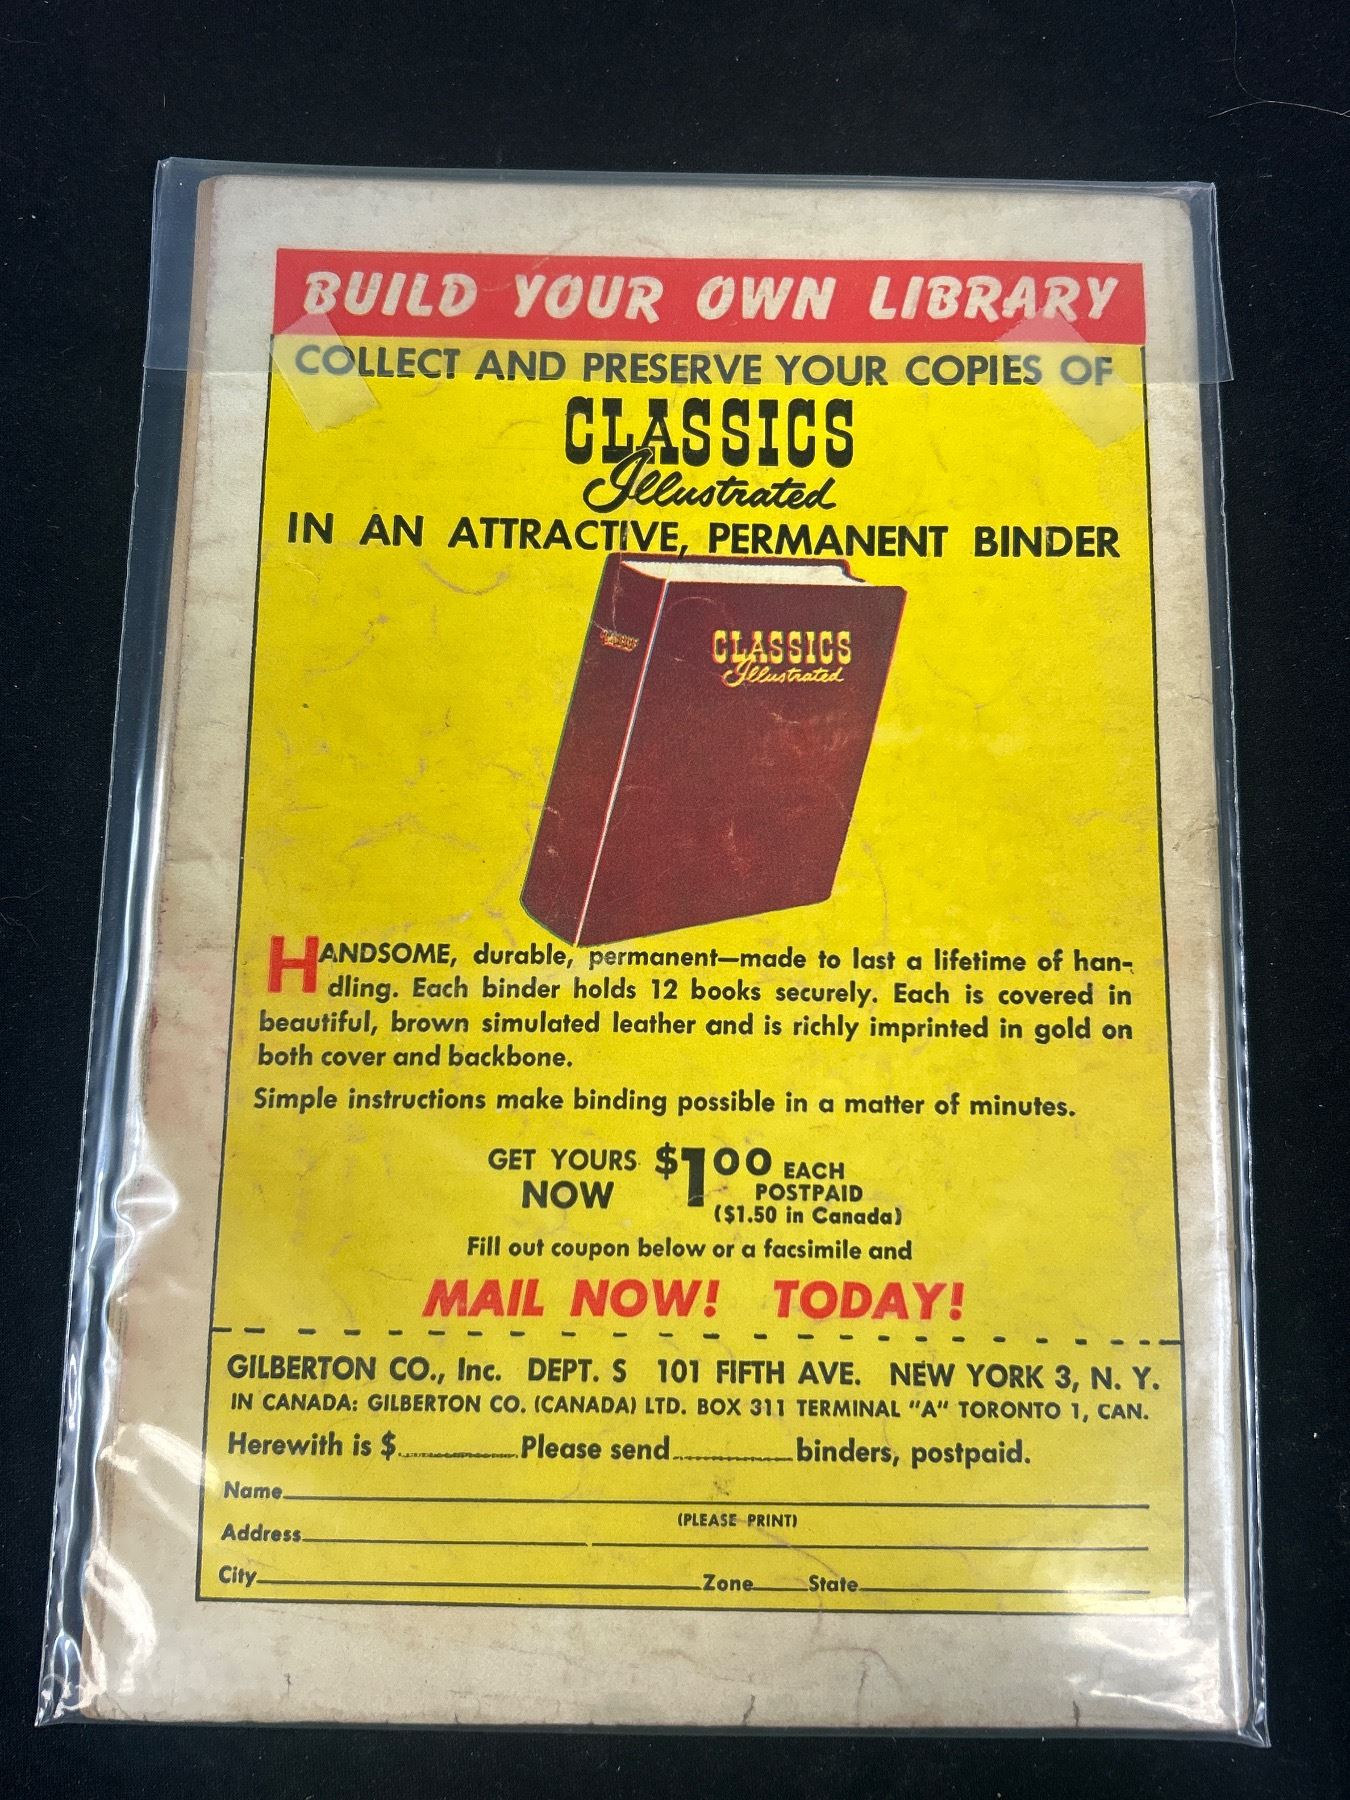 BUILD YOUR OWN LIBRARY
COLLECT AND PRESERVE YOUR COPIES OF
CLASSICS
Illustrated
IN AN ATTRACTIVE, PERMANENT BINDER
CLASSICS
Illustrated
HANDSOME, durable, permanent—made to last a lifetime of han-
dling. Each binder holds 12 books securely. Each is covered in
beautiful, brown simulated leather and is richly imprinted in gold on
both cover and backbone.
Simple instructions make binding possible in a matter of minutes.
GET YOURS NOW $1.00 EACH
POSTPAID
($1.50 in Canada)
Fill out coupon below or a facsimile and
MAIL NOW! TODAY!
GILBERTON CO., Inc. DEPT. S 101 FIFTH AVE. NEW YORK 3, N. Y.
IN CANADA: GILBERTON CO. (CANADA) LTD. BOX 311 TERMINAL "A" TORONTO 1, CAN.
Herewith is $ Please send binders, postpaid.
Name
(PLEASE PRINT)
Address
City Zone State